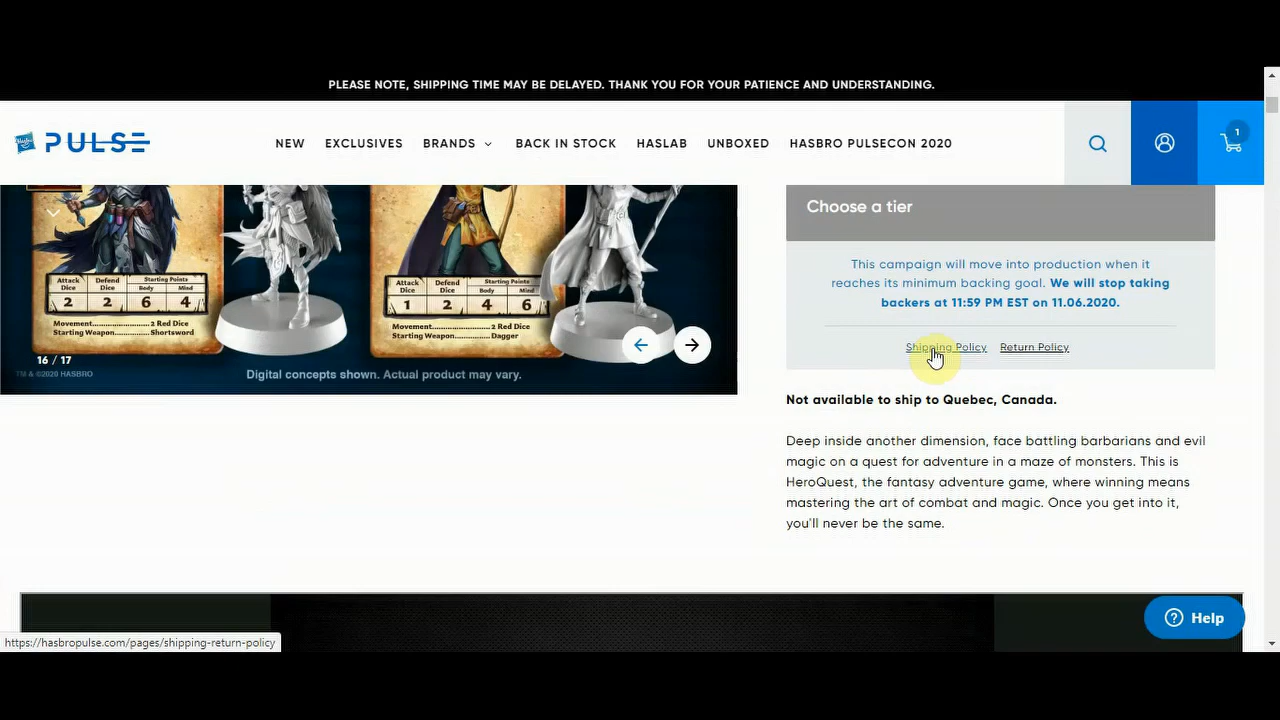 PLEASE NOTE, SHIPPING TIME MAY BE DELAYED. THANK YOU FOR YOUR PATIENCE AND UNDERSTANDING.
Hasbro PULSE
NEW EXCLUSIVES BRANDS BACK IN STOCK HASLAB UNBOXED HASBRO PULSECON 2020
1
Choose a tier
This campaign will move into production when it
reaches its minimum backing goal. We will stop taking
backers at 11:59 PM EST on 11.06.2020.
Shipping Policy Return Policy
Attack Dice Defend Dice Starting Points Body Mind
2 2 6 4
Movement..................2 Red Dice
Starting Weapon........Shortsword
Attack Dice Defend Dice Starting Points Body Mind
1 2 4 6
Movement..................2 Red Dice
Starting Weapon........Dagger
16 / 17
TM & ©2020 HASBRO
Digital concepts shown. Actual product may vary.
Not available to ship to Quebec, Canada.
Deep inside another dimension, face battling barbarians and evil
magic on a quest for adventure in a maze of monsters. This is
HeroQuest, the fantasy adventure game, where winning means
mastering the art of combat and magic. Once you get into it,
you'll never be the same.
Help
https://hasbropulse.com/pages/shipping-return-policy